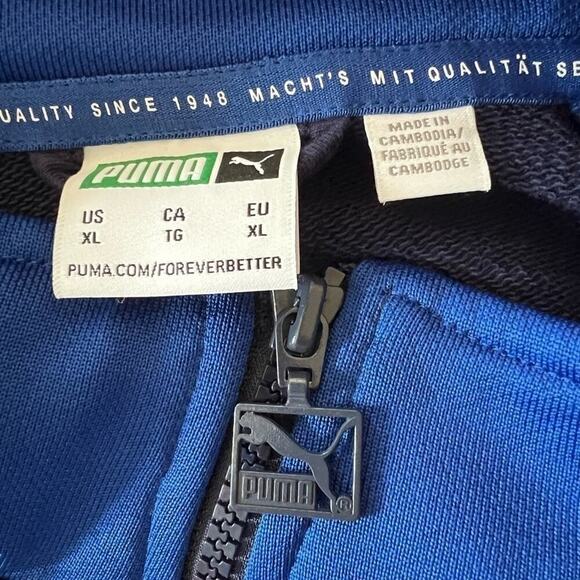 UALITY SINCE 1948 MACHT'S MIT QUALITÄT SE
PUMA
US CA EU
XL TG XL
PUMA.COM/FOREVERBETTER
MADE IN
CAMBODIA/
FABRIQUÉ AU
CAMBODGE
PUMA
®